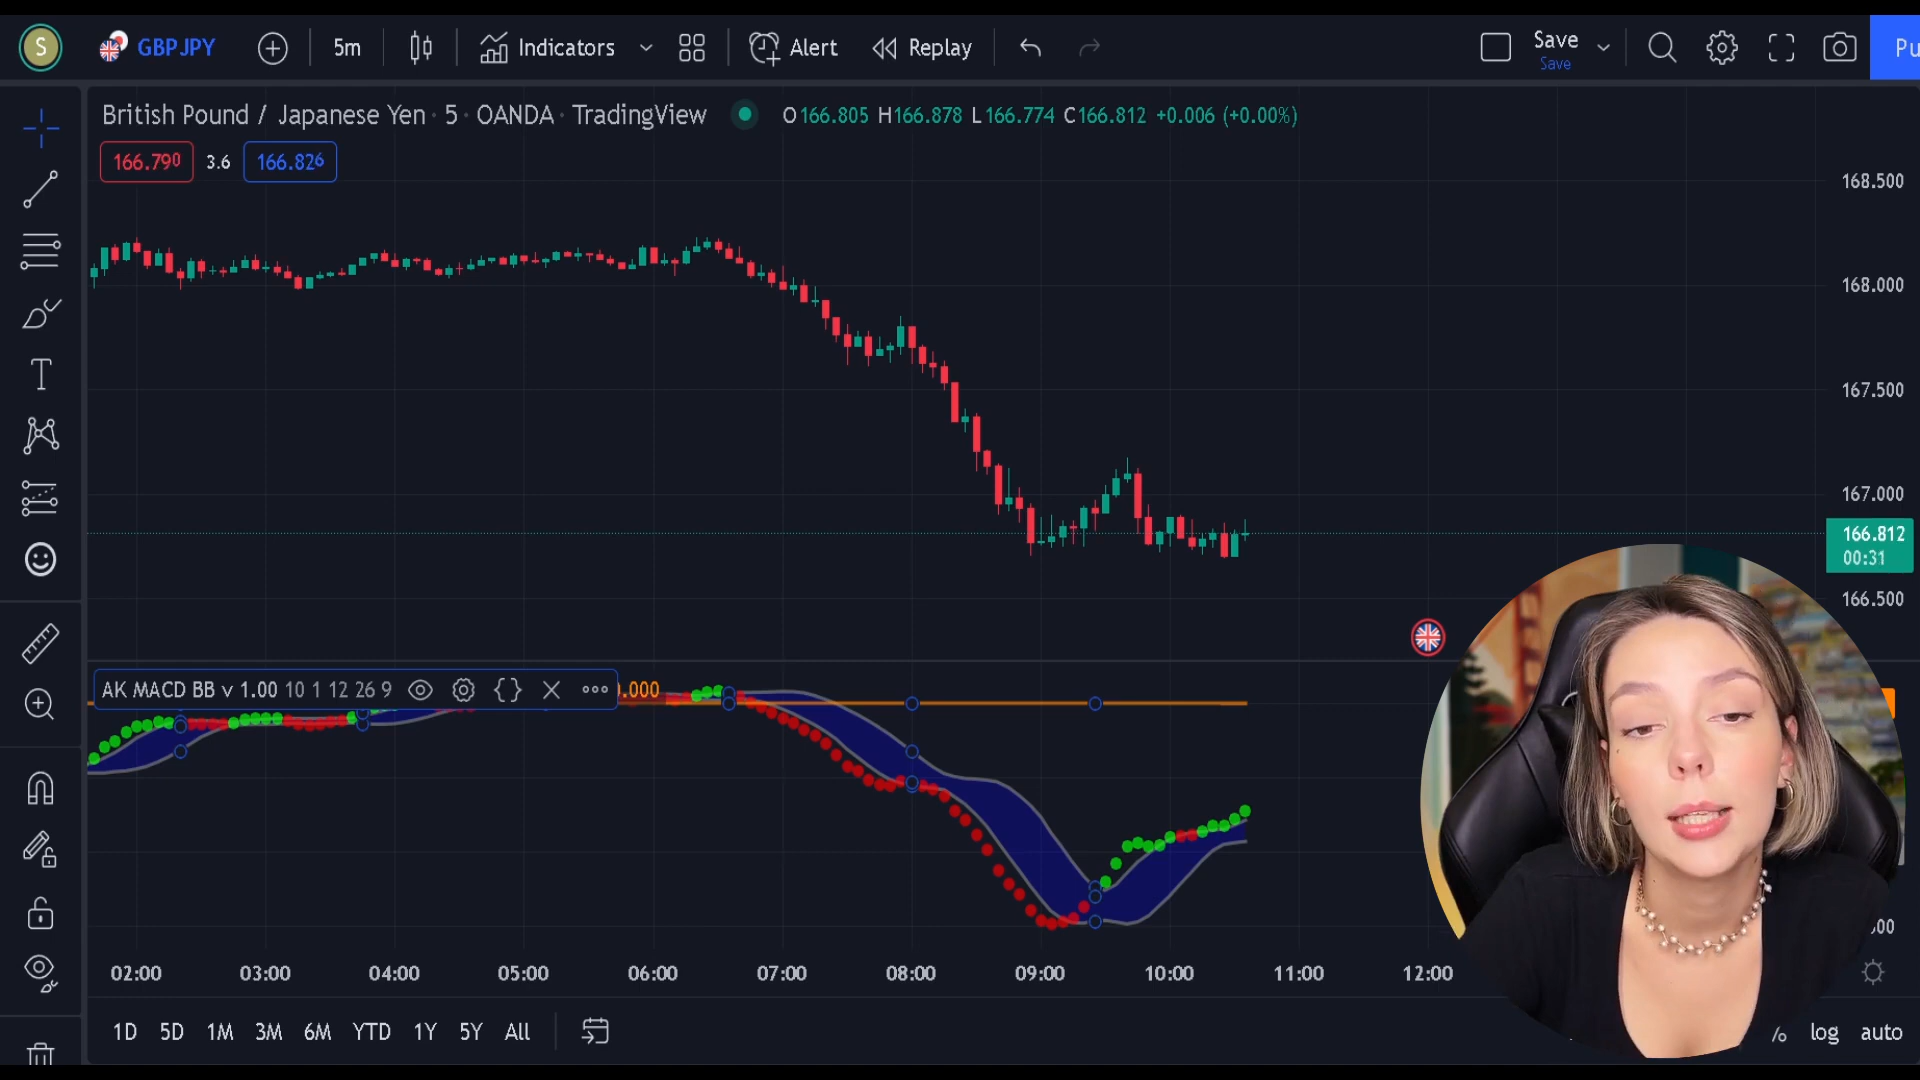 S GBPJPY 5m Indicators Alert Replay Save Pu
Save
British Pound / Japanese Yen · 5 · OANDA · TradingView O166.805 H166.878 L166.774 C166.812 +0.006 (+0.00%)
166.790 3.6 166.826
168.500
168.000
167.500
167.000
166.812
00:31
166.500
AK MACD BB v 1.00 10 1 12 26 9 0.000
02:00 03:00 04:00 05:00 06:00 07:00 08:00 09:00 10:00 11:00 12:00
1D 5D 1M 3M 6M YTD 1Y 5Y All log auto